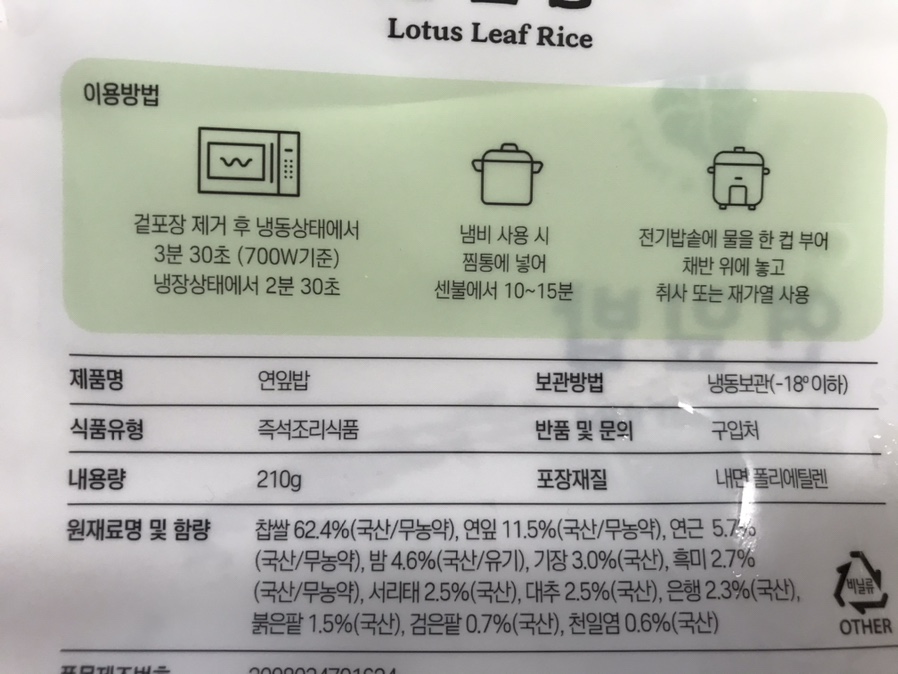 Lotus Leaf Rice
이용방법
겉포장 제거 후 냉동상태에서
3분 30초 (700W기준)
냉장상태에서 2분 30초
냄비 사용 시
찜통에 넣어
센불에서 10~15분
전기밥솥에 물을 한 컵 부어
채반 위에 놓고
취사 또는 재가열 사용
제품명 연잎밥 보관방법 냉동보관(-18º이하)
식품유형 즉석조리식품 반품 및 문의 구입처
내용량 210g 포장재질 내면 폴리에틸렌
원재료명 및 함량 찹쌀 62.4%(국산/무농약), 연잎 11.5%(국산/무농약), 연근 5.7%
(국산/무농약), 밤 4.6%(국산/유기), 기장 3.0%(국산), 흑미 2.7%
(국산/무농약), 서리태 2.5%(국산), 대추 2.5%(국산), 은행 2.3%(국산),
붉은팥 1.5%(국산), 검은팥 0.7%(국산), 천일염 0.6%(국산)
비닐류
OTHER